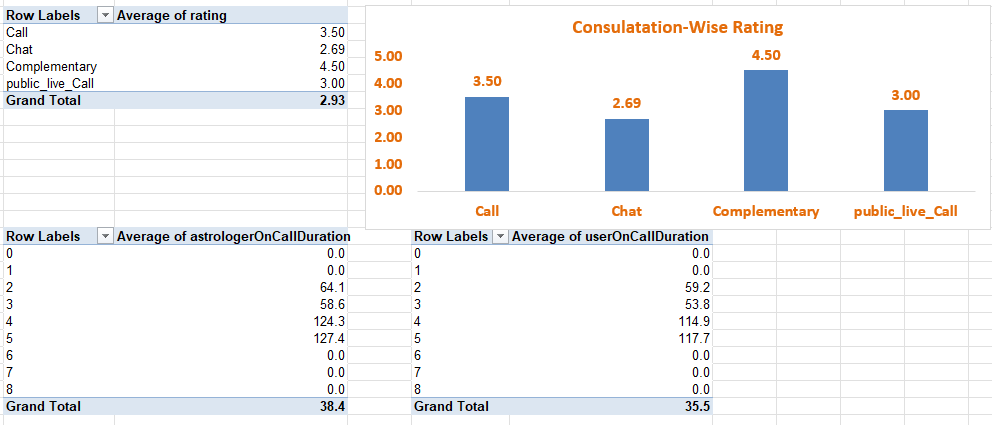 Row Labels Average of rating
Call 3.50
Chat 2.69
Complementary 4.50
public_live_Call 3.00
Grand Total 2.93
Consulatation-Wise Rating
5.00
4.00
3.00
2.00
1.00
0.00
3.50
2.69
4.50
3.00
Call Chat Complementary public_live_Call
Row Labels Average of astrologerOnCallDuration
0 0.0
1 0.0
2 64.1
3 58.6
4 124.3
5 127.4
6 0.0
7 0.0
8 0.0
Grand Total 38.4
Row Labels Average of userOnCallDuration
0 0.0
1 0.0
2 59.2
3 53.8
4 114.9
5 117.7
6 0.0
7 0.0
8 0.0
Grand Total 35.5